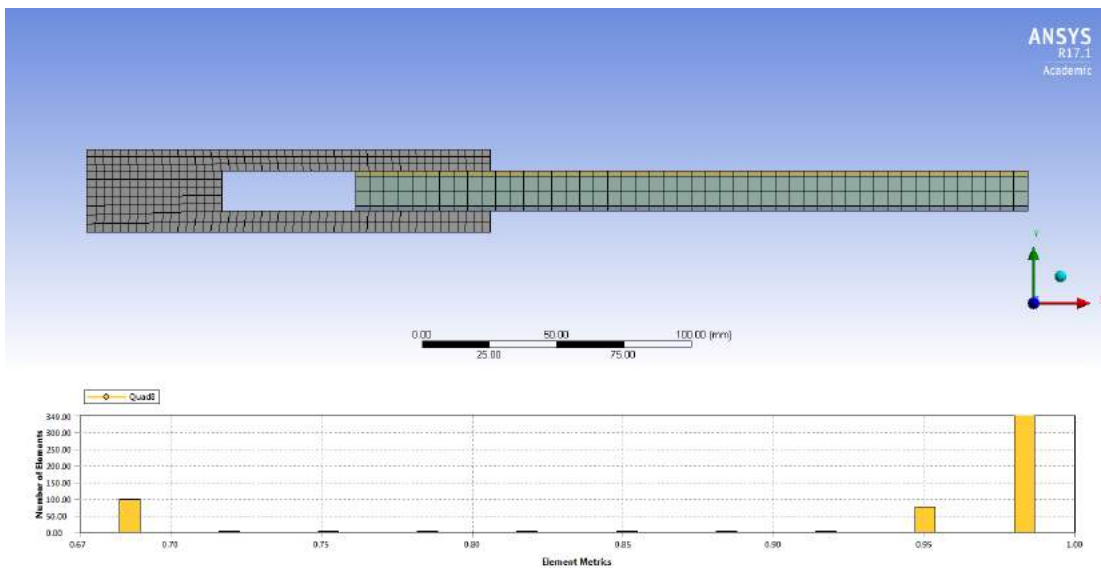 ANSYS
R17.1
Academic
Y
0.00 50.00 100.00 (mm)
25.00 75.00
Quad8
Number of Elements
349.00
300.00
250.00
200.00
150.00
100.00
50.00
0.00
0.67 0.70 0.75 0.80 0.85 0.90 0.95 1.00
Element Metrics